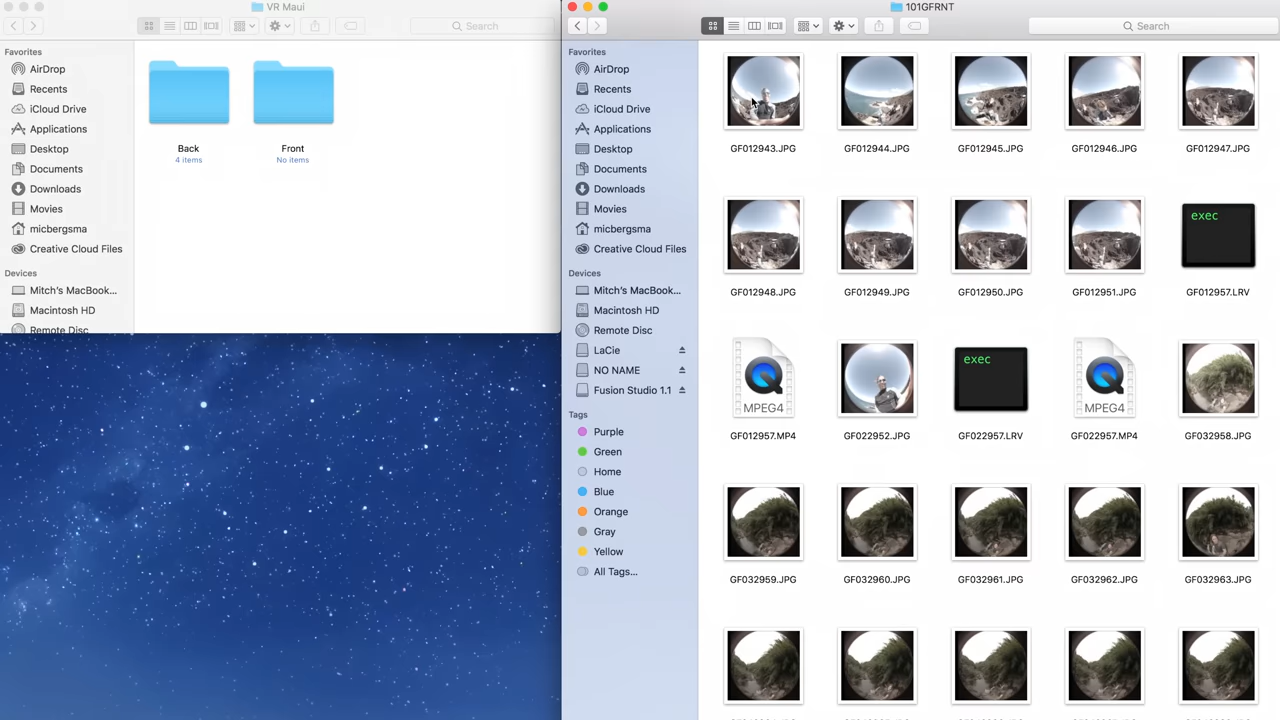 VR Maui
Search
Favorites
AirDrop
Recents
iCloud Drive
Applications
Desktop
Documents
Downloads
Movies
micbergsma
Creative Cloud Files
Devices
Mitch's MacBook...
Macintosh HD
Remote Disc
Back
4 items
Front
No items
101GFRNT
Search
Favorites
AirDrop
Recents
iCloud Drive
Applications
Desktop
Documents
Downloads
Movies
micbergsma
Creative Cloud Files
Devices
Mitch's MacBook...
Macintosh HD
Remote Disc
LaCie
NO NAME
Fusion Studio 1.1
Tags
Purple
Green
Home
Blue
Orange
Gray
Yellow
All Tags...
GF012943.JPG
GF012944.JPG
GF012945.JPG
GF012946.JPG
GF012947.JPG
exec
GF012948.JPG
GF012949.JPG
GF012950.JPG
GF012951.JPG
GF012957.LRV
MPEG4
exec
MPEG4
GF012957.MP4
GF022952.JPG
GF022957.LRV
GF022957.MP4
GF032958.JPG
GF032959.JPG
GF032960.JPG
GF032961.JPG
GF032962.JPG
GF032963.JPG